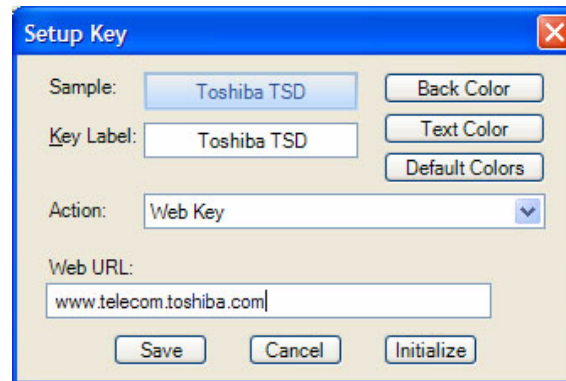 Setup Key
Sample: Toshiba TSD Back Color
Key Label: Toshiba TSD Text Color
Default Colors
Action: Web Key
Web URL:
www.telecom.toshiba.com
Save Cancel Initialize